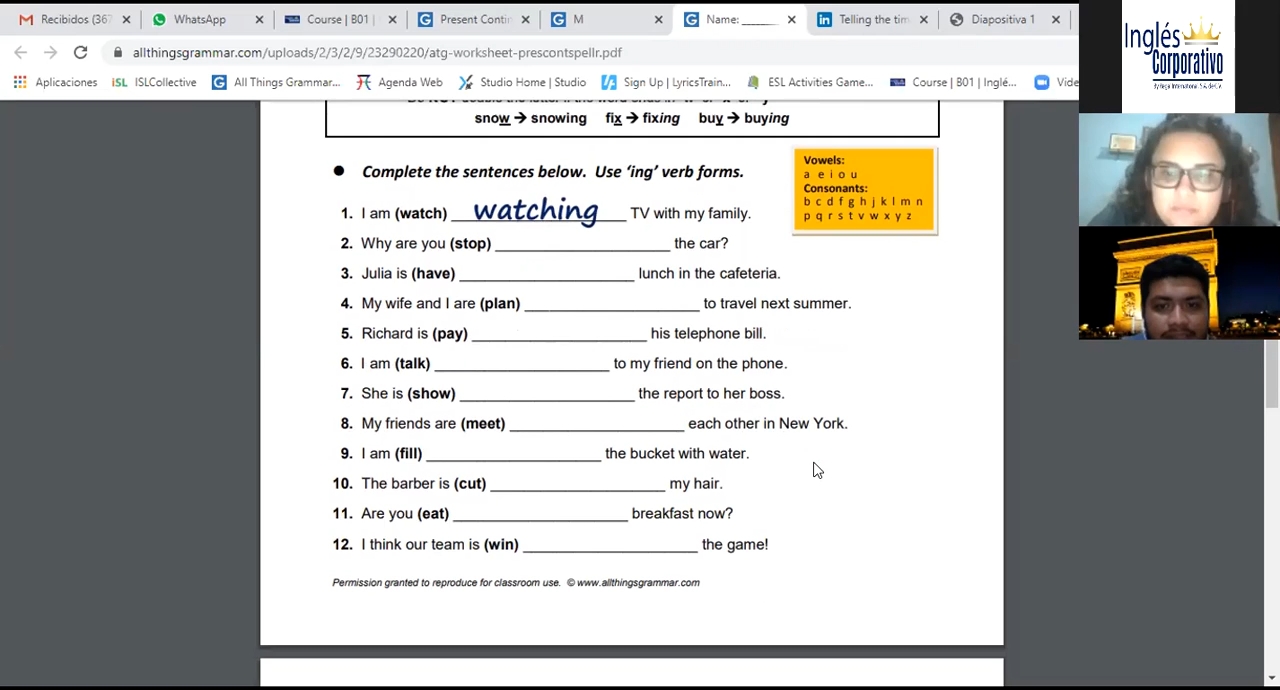 Recibidos (367
WhatsApp
Course | B01 |
Present Conti
M
Name: ________
Telling the tim
Diapositiva 1
allthingsgrammar.com/uploads/2/3/2/9/23290220/atg-worksheet-prescontspellr.pdf
Aplicaciones
iSL ISLCollective
All Things Grammar...
Agenda Web
Studio Home | Studio
Sign Up | LyricsTrain...
ESL Activities Game...
Course | B01 | Inglé...
Vide
Inglés
Corporativo
snow → snowing fix → fixing buy → buying
● Complete the sentences below. Use ‘ing’ verb forms.
Vowels:
a e i o u
Consonants:
b c d f g h j k l m n
p q r s t v w x y z
1. I am (watch) watching TV with my family.
2. Why are you (stop) ____________________ the car?
3. Julia is (have) ____________________ lunch in the cafeteria.
4. My wife and I are (plan) ____________________ to travel next summer.
5. Richard is (pay) ____________________ his telephone bill.
6. I am (talk) ____________________ to my friend on the phone.
7. She is (show) ____________________ the report to her boss.
8. My friends are (meet) ____________________ each other in New York.
9. I am (fill) ____________________ the bucket with water.
10. The barber is (cut) ____________________ my hair.
11. Are you (eat) ____________________ breakfast now?
12. I think our team is (win) ____________________ the game!
Permission granted to reproduce for classroom use. © www.allthingsgrammar.com